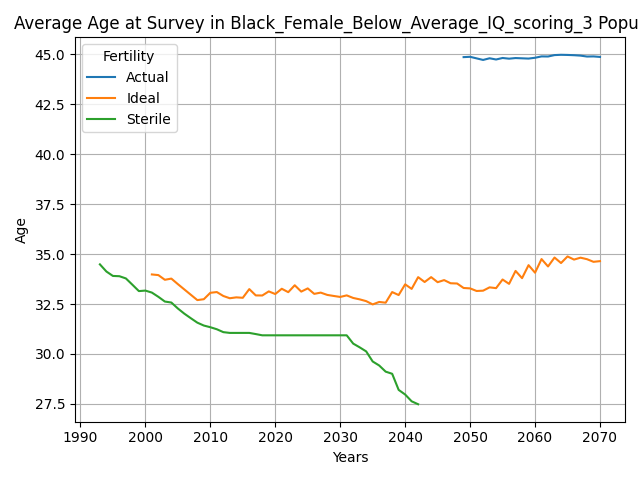 Average Age at Survey in Black_Female_Below_Average_IQ_scoring_3 Popu
Fertility
Actual
Ideal
Sterile
45.0
42.5
40.0
37.5
35.0
32.5
30.0
27.5
Age
1990 2000 2010 2020 2030 2040 2050 2060 2070
Years